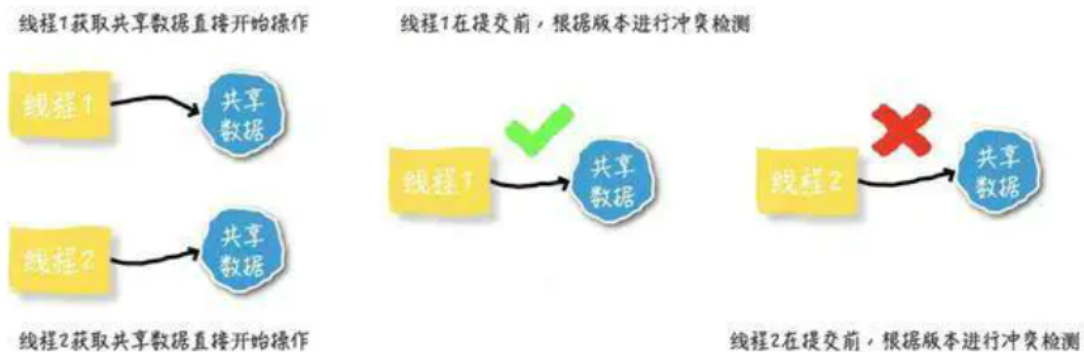 线程1获取共享数据直接开始操作
线程1在提交前，根据版本进行冲突检测
线程1
共享
数据
线程2
共享
数据
线程2获取共享数据直接开始操作
线程1
共享
数据
线程2
共享
数据
线程2在提交前，根据版本进行冲突检测